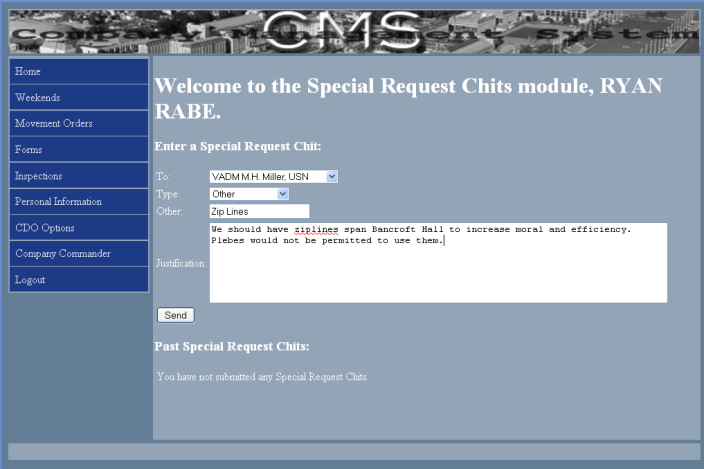 CMS
Company Management System
Home
Weekends
Movement Orders
Forms
Inspections
Personal Information
CDO Options
Company Commander
Logout
Welcome to the Special Request Chits module, RYAN
RABE.
Enter a Special Request Chit:
To: VADM M.H. Miller, USN
Type: Other
Other: Zip Lines
We should have ziplines span Bancroft Hall to increase moral and efficiency.
Plebes would not be permitted to use them.
Justification:
Send
Past Special Request Chits:
You have not submitted any Special Request Chits.